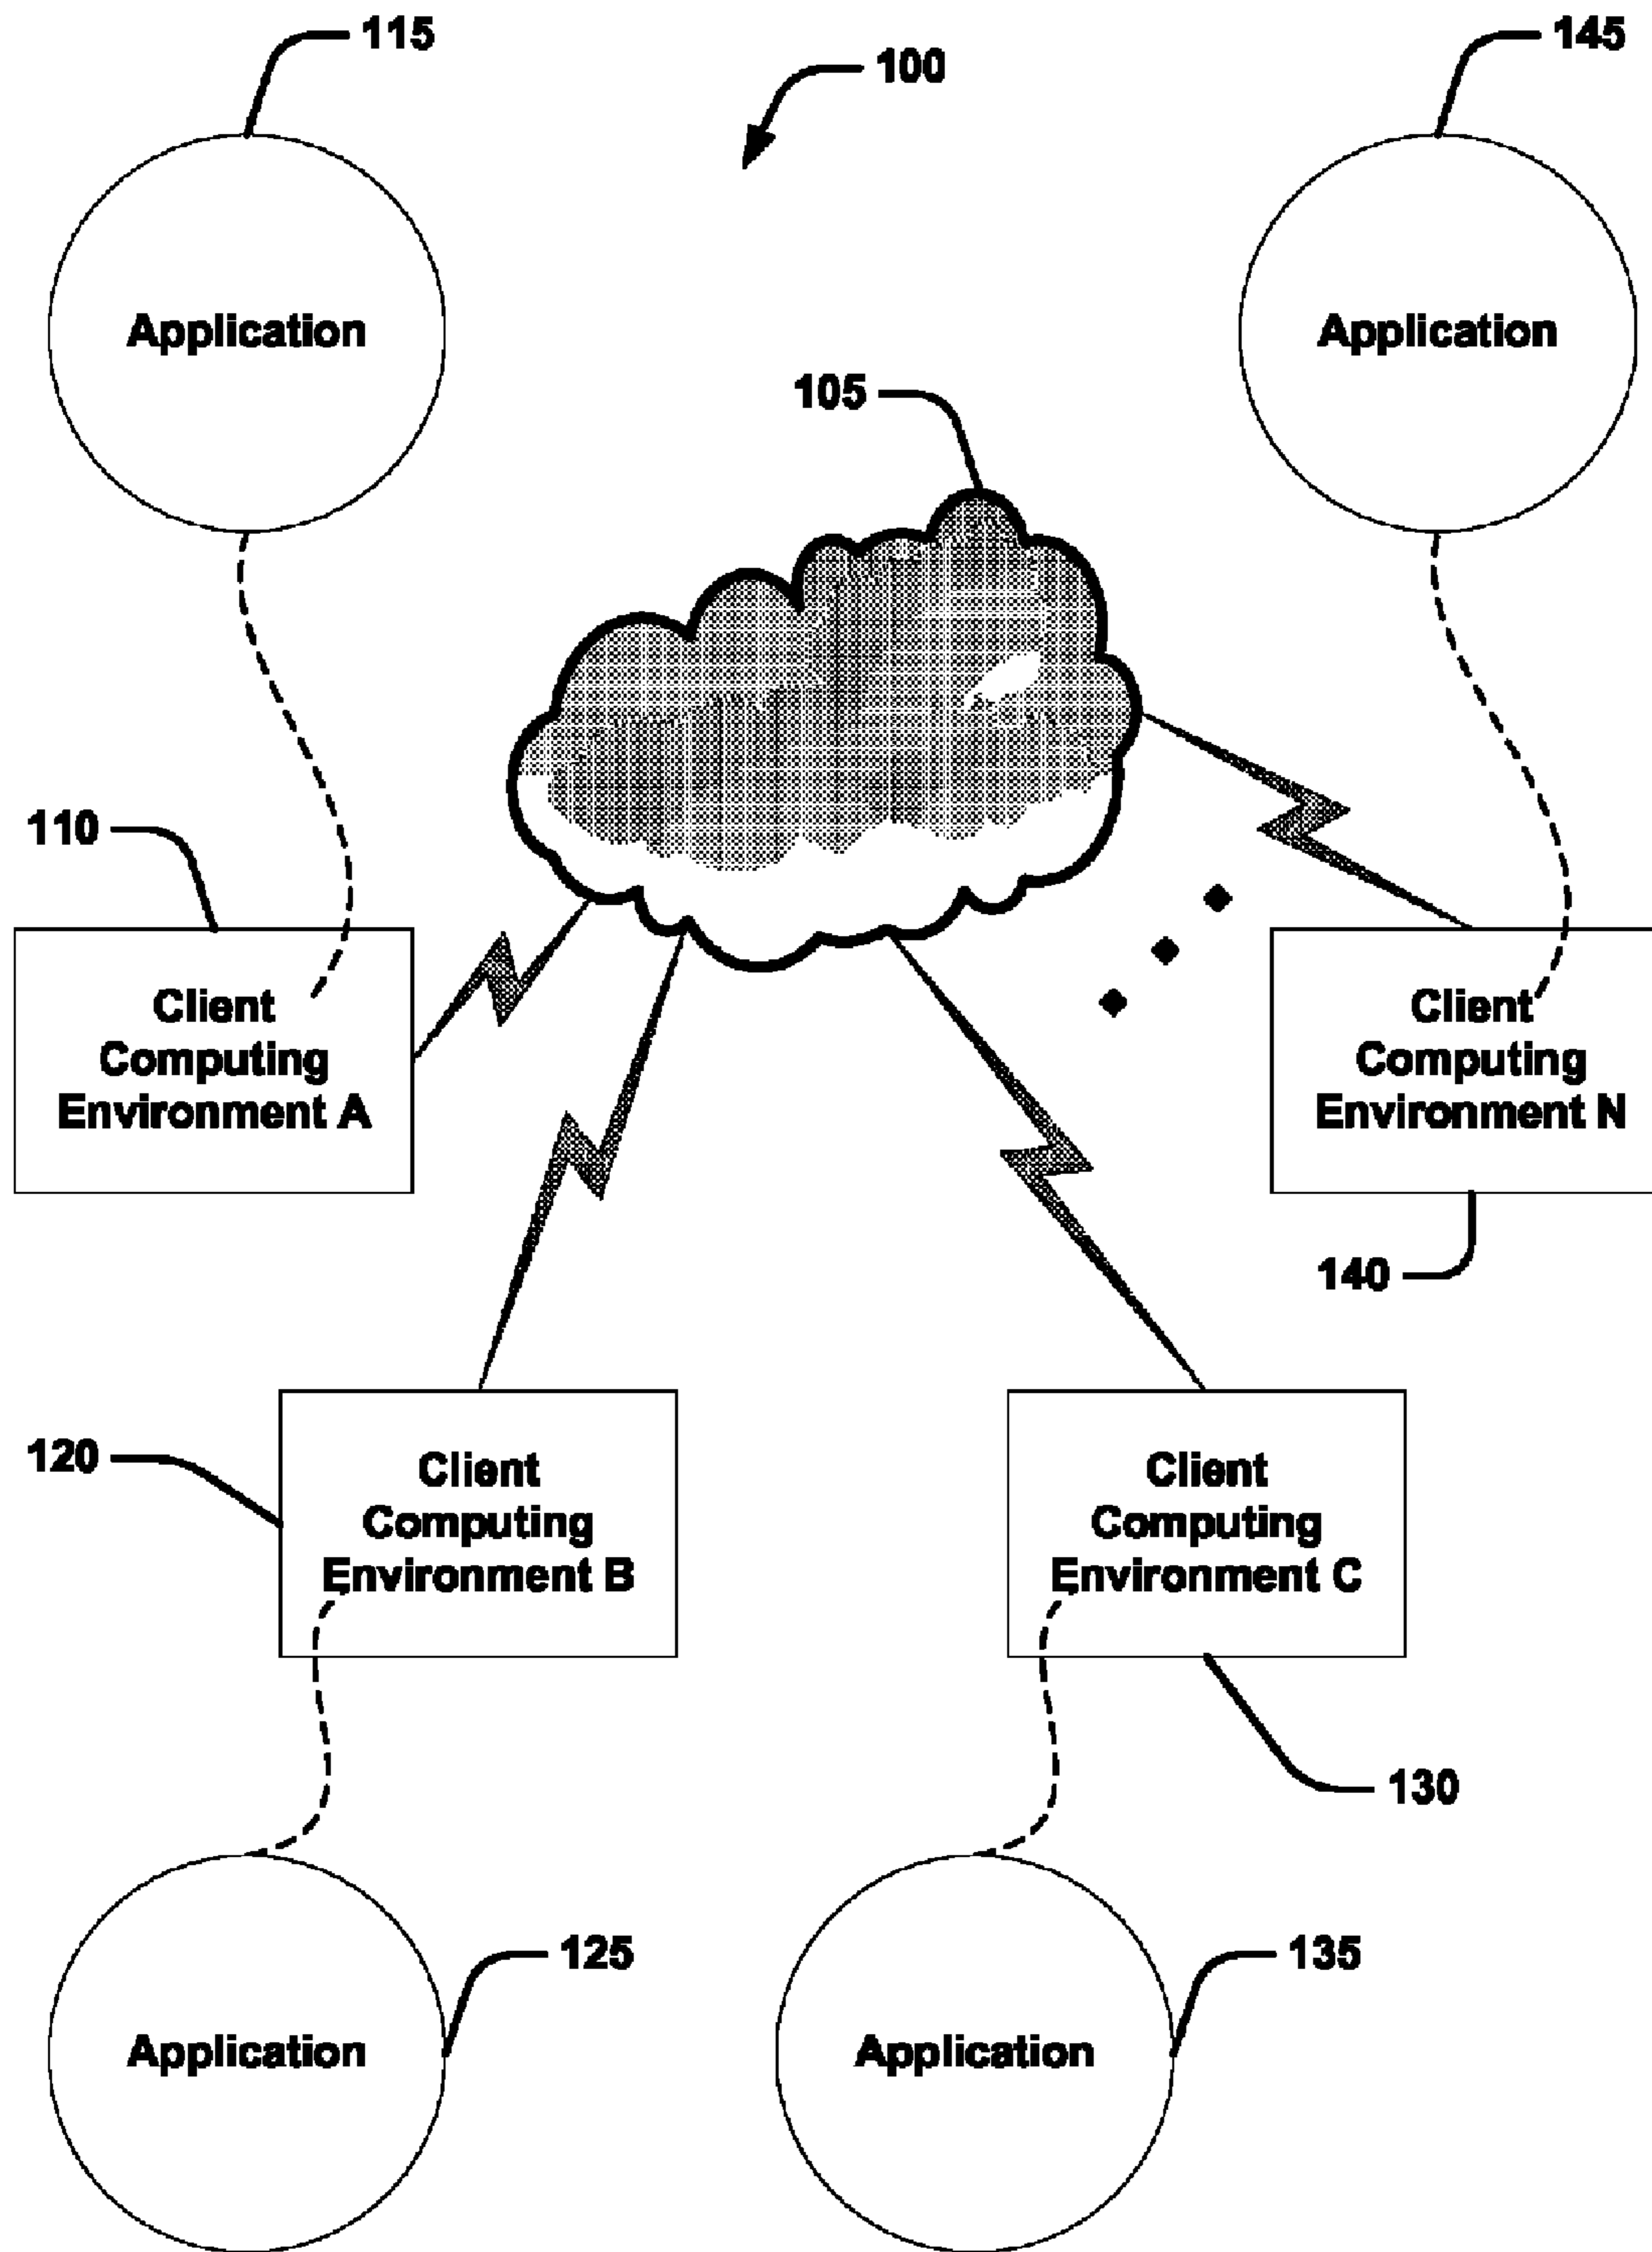 115
100
145
Application
Application
105
110
Client
Computing
Environment A
Client
Computing
Environment N
140
120
Client
Computing
Environment B
Client
Computing
Environment C
130
125
135
Application
Application